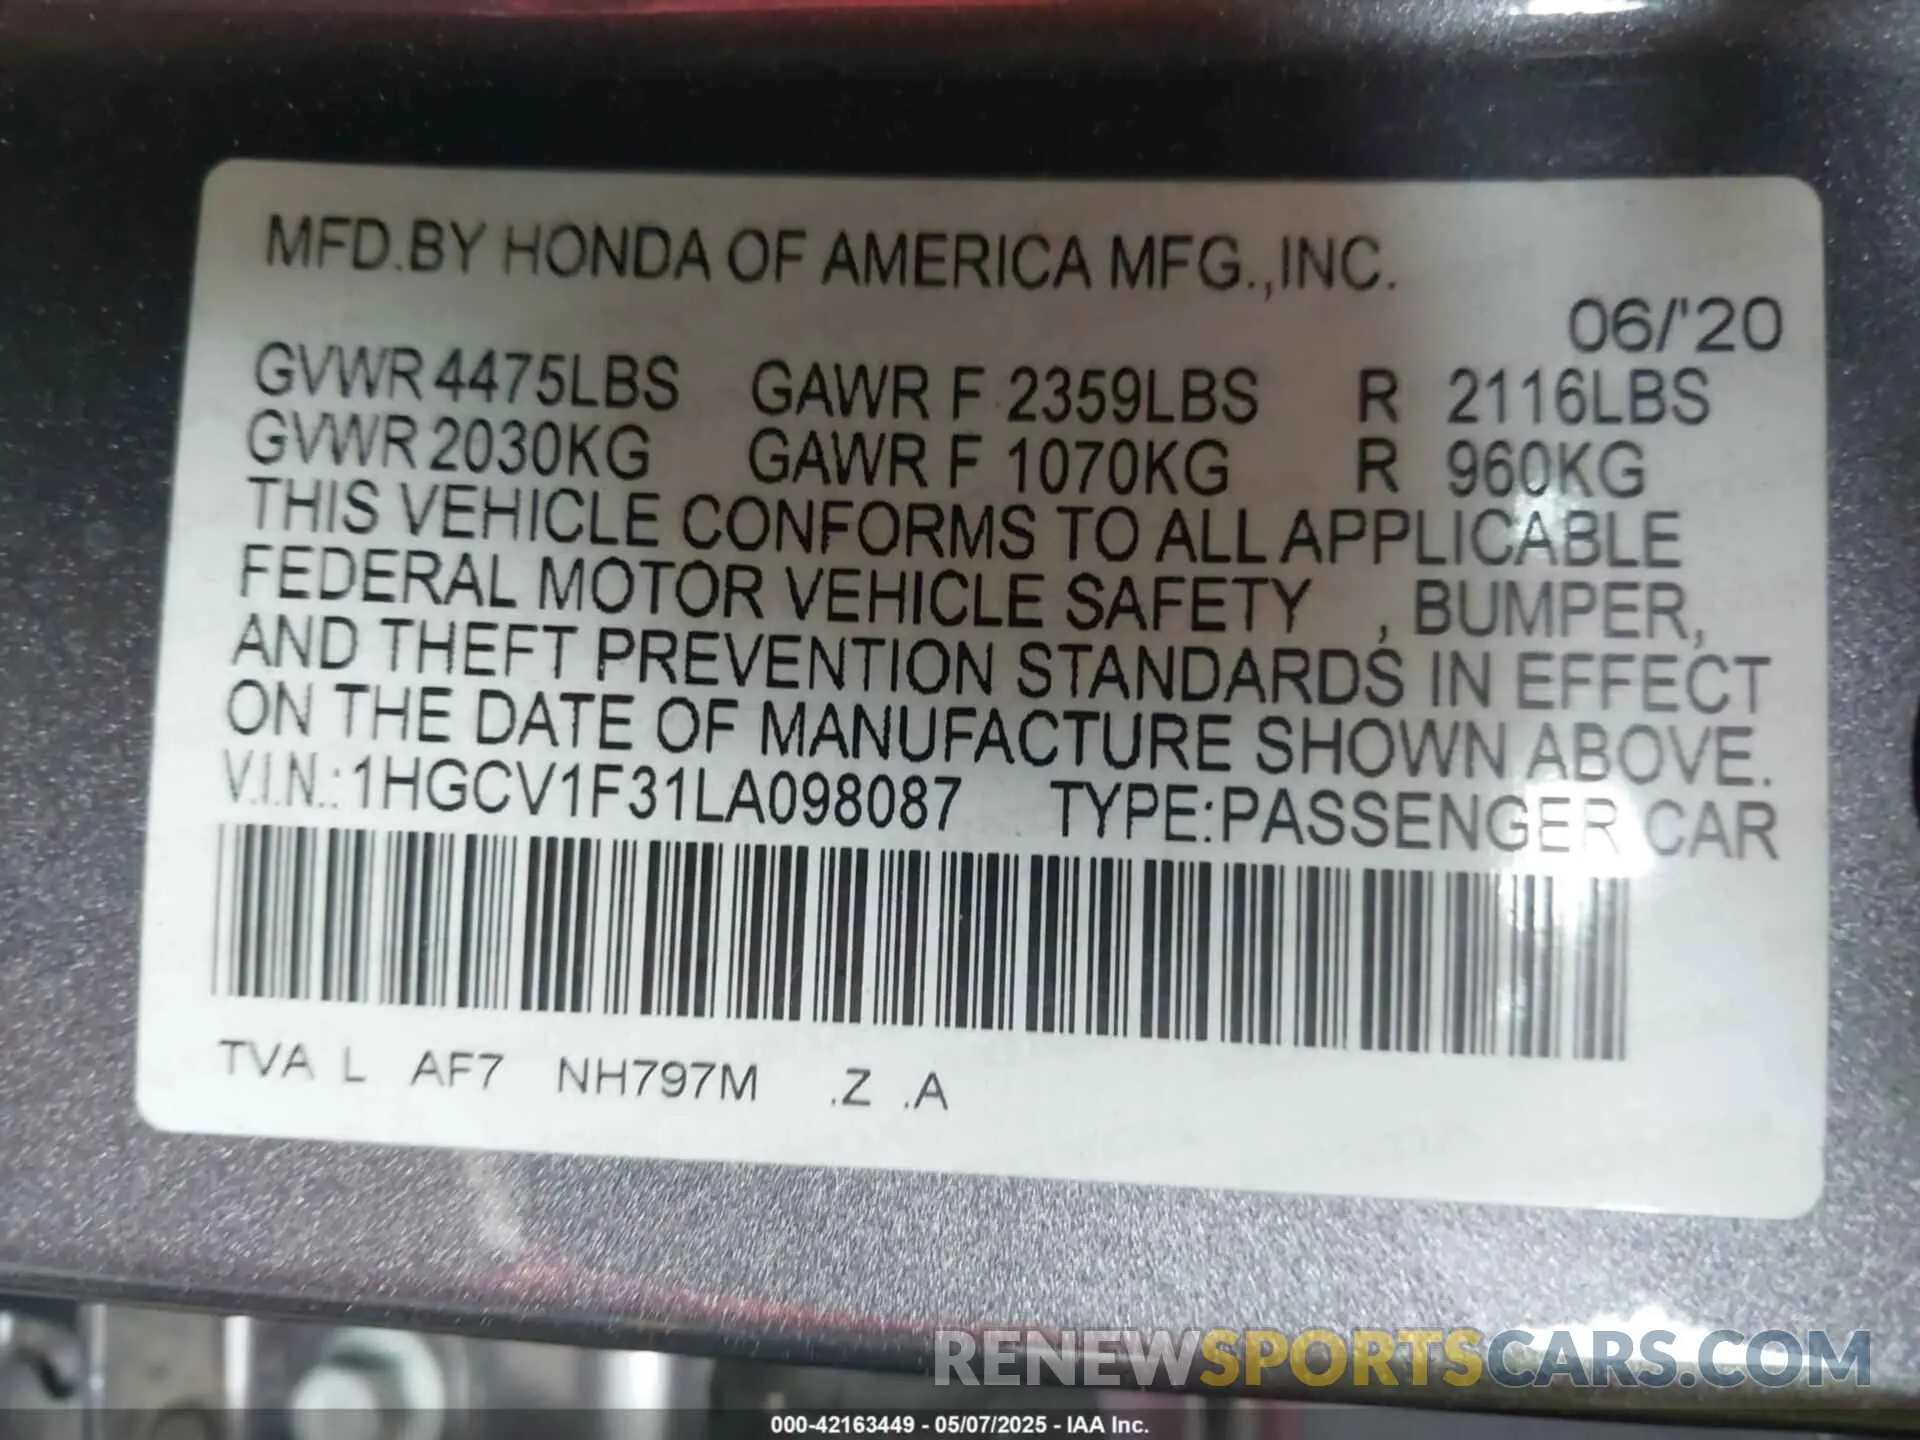 MFD.BY HONDA OF AMERICA MFG.,INC.
06/'20
GVWR 4475LBS GAWR F 2359LBS R 2116LBS
GVWR 2030KG GAWR F 1070KG R 960KG
THIS VEHICLE CONFORMS TO ALL APPLICABLE
FEDERAL MOTOR VEHICLE SAFETY , BUMPER,
AND THEFT PREVENTION STANDARDS IN EFFECT
ON THE DATE OF MANUFACTURE SHOWN ABOVE.
V.I.N.: 1HGCV1F31LA098087 TYPE:PASSENGER CAR
TVA L AF7 NH797M .Z .A
RENEWSPORTSCARS.COM
000-42163449 - 05/07/2025 - IAA Inc.